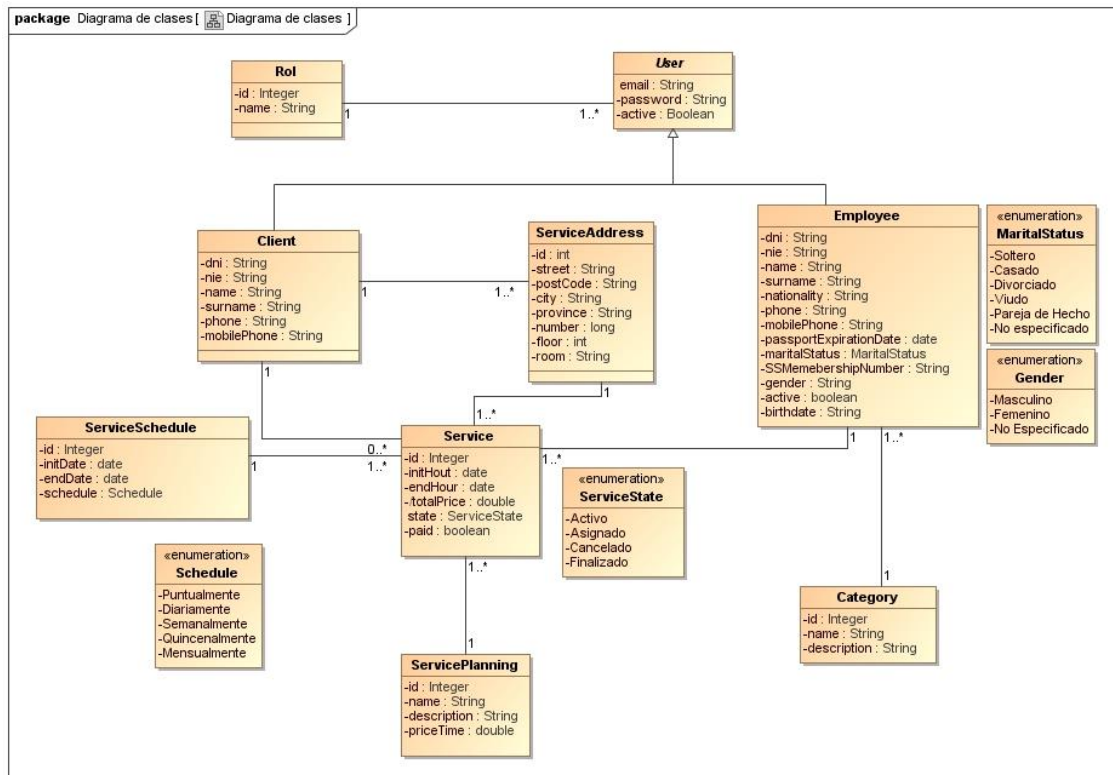 package Diagrama de clases [ Diagrama de clases ]
Rol
-id : Integer
-name : String
User
email : String
-password : String
-active : Boolean
1
1..*
Client
-dni : String
-nie : String
-name : String
-surname : String
-phone : String
-mobilePhone : String
ServiceAddress
-id : int
-street : String
-postCode : String
-city : String
-province : String
-number : long
-floor : int
-room : String
1
1..*
Employee
-dni : String
-nie : String
-name : String
-surname : String
-nationality : String
-phone : String
-mobilePhone : String
-passportExpirationDate : date
-maritalStatus : MaritalStatus
-SSMemebershipNumber : String
-gender : String
-active : boolean
-birthdate : String
«enumeration»
MaritalStatus
-Soltero
-Casado
-Divorciado
-Viudo
-Pareja de Hecho
-No especificado
«enumeration»
Gender
-Masculino
-Femenino
-No Especificado
1
1
1..*
0..*
1
1..*
1
1..*
1..*
ServiceSchedule
-id : Integer
-initDate : date
-endDate : date
-schedule : Schedule
Service
-id : Integer
-initHout : date
-endHour : date
-/totalPrice : double
state : ServiceState
-paid : boolean
«enumeration»
ServiceState
-Activo
-Asignado
-Cancelado
-Finalizado
«enumeration»
Schedule
-Puntualmente
-Diariamente
-Semanalmente
-Quincenalmente
-Mensualmente
1..*
1
1
ServicePlanning
-id : Integer
-name : String
-description : String
-priceTime : double
Category
-id : Integer
-name : String
-description : String